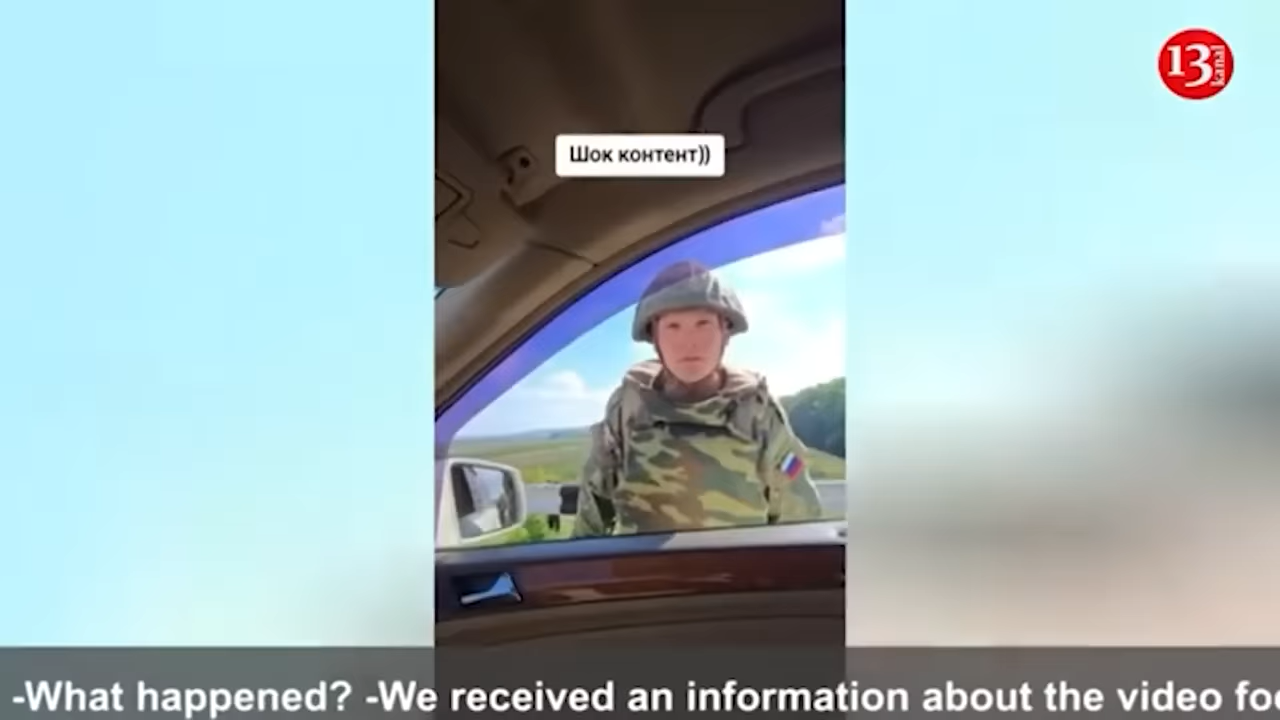 13
kanal
Шок контент))
-What happened? -We received an information about the video foo